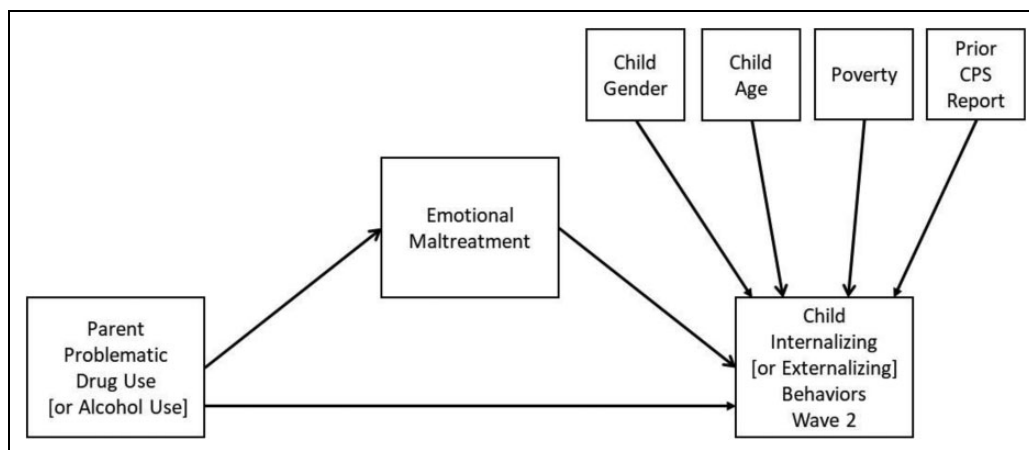 Child
Gender
Child
Age
Poverty
Prior
CPS
Report
Emotional
Maltreatment
Parent
Problematic
Drug Use
[or Alcohol Use]
Child
Internalizing
[or Externalizing]
Behaviors
Wave 2